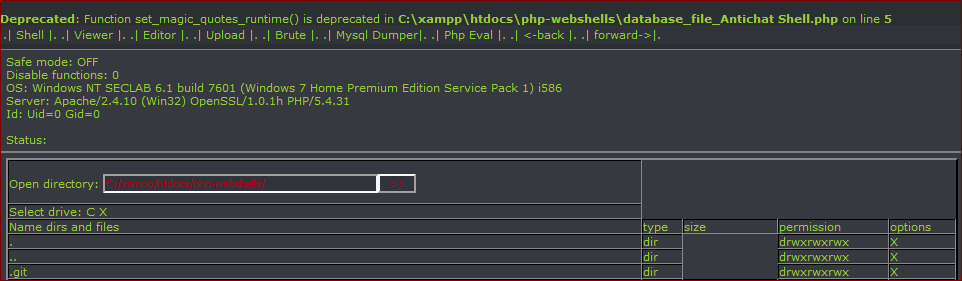 Deprecated: Function set_magic_quotes_runtime() is deprecated in C:\xampp\htdocs\php-webshells\database_file_Antichat Shell.php on line 5
.| Shell |. .| Viewer |. .| Editor |. .| Upload |. .| Brute |. .| Mysql Dumper|. .| Php Eval |. .| <-back |. .| forward->|.
Safe mode: OFF
Disable functions: 0
OS: Windows NT SECLAB 6.1 build 7601 (Windows 7 Home Premium Edition Service Pack 1) i586
Server: Apache/2.4.10 (Win32) OpenSSL/1.0.1h PHP/5.4.31
Id: Uid=0 Gid=0
Status:
Open directory: C:/xampp/htdocs/php-webshells/ >>
Select drive: C X
Name dirs and files type size permission options
. dir drwxrwxrwx X
.. dir drwxrwxrwx X
.git dir drwxrwxrwx X